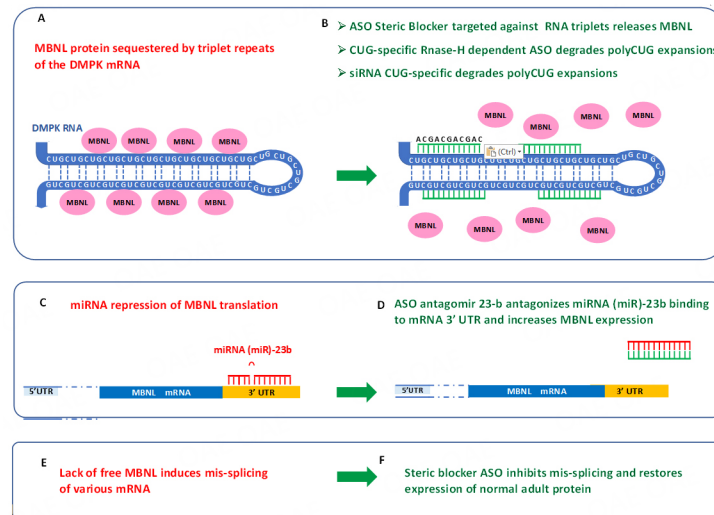 A
MBNL protein sequestered by triplet repeats
of the DMPK mRNA
B
➢ ASO Steric Blocker targeted against RNA triplets releases MBNL
➢ CUG-specific Rnase-H dependent ASO degrades polyCUG expansions
➢ siRNA CUG-specific degrades polyCUG expansions
DMPK RNA
MBNL MBNL MBNL MBNL
CUGCUGCUGCUGCUGCUGCUGCUGCUGCUGCUGCUG
GUCGUCGUCGUCGUCGUCGUCGUCGUCGUCGUCGUC
MBNL MBNL MBNL MBNL
MBNL MBNL MBNL MBNL
ACGACGACGAC
(Ctrl)
CUGCUGCUGCUGCUGCUGCUGCUGCUGCUGCUGCUG
GUCGUCGUCGUCGUCGUCGUCGUCGUCGUCGUCGUC
MBNL MBNL MBNL MBNL
C
miRNA repression of MBNL translation
miRNA (miR)-23b
5'UTR MBNL mRNA 3' UTR
D
ASO antagomir 23-b antagonizes miRNA (miR)-23b binding
to mRNA 3' UTR and increases MBNL expression
5'UTR MBNL mRNA 3' UTR
E
Lack of free MBNL induces mis-splicing
of various mRNA
F
Steric blocker ASO inhibits mis-splicing and restores
expression of normal adult protein